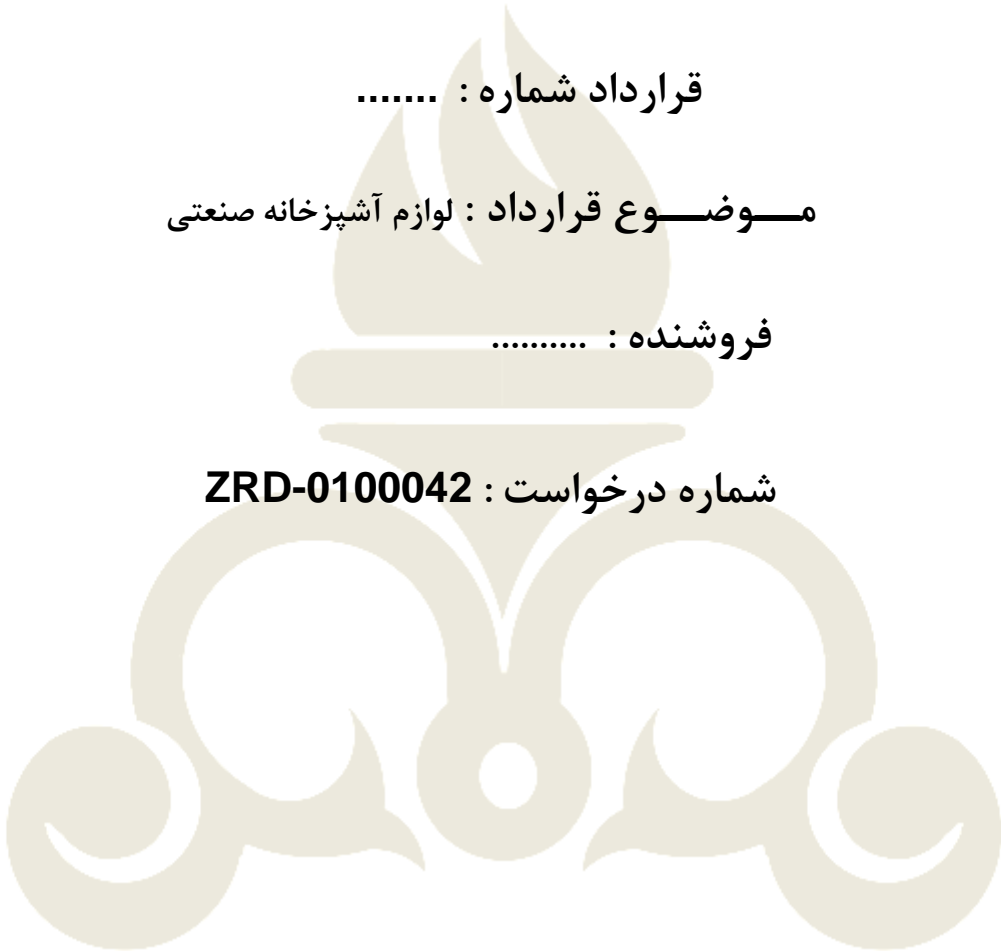 قرارداد شماره : .......
مـــوضـــوع قرارداد : لوازم آشپزخانه صنعتی
فروشنده : ..........
شماره درخواست : ZRD-0100042